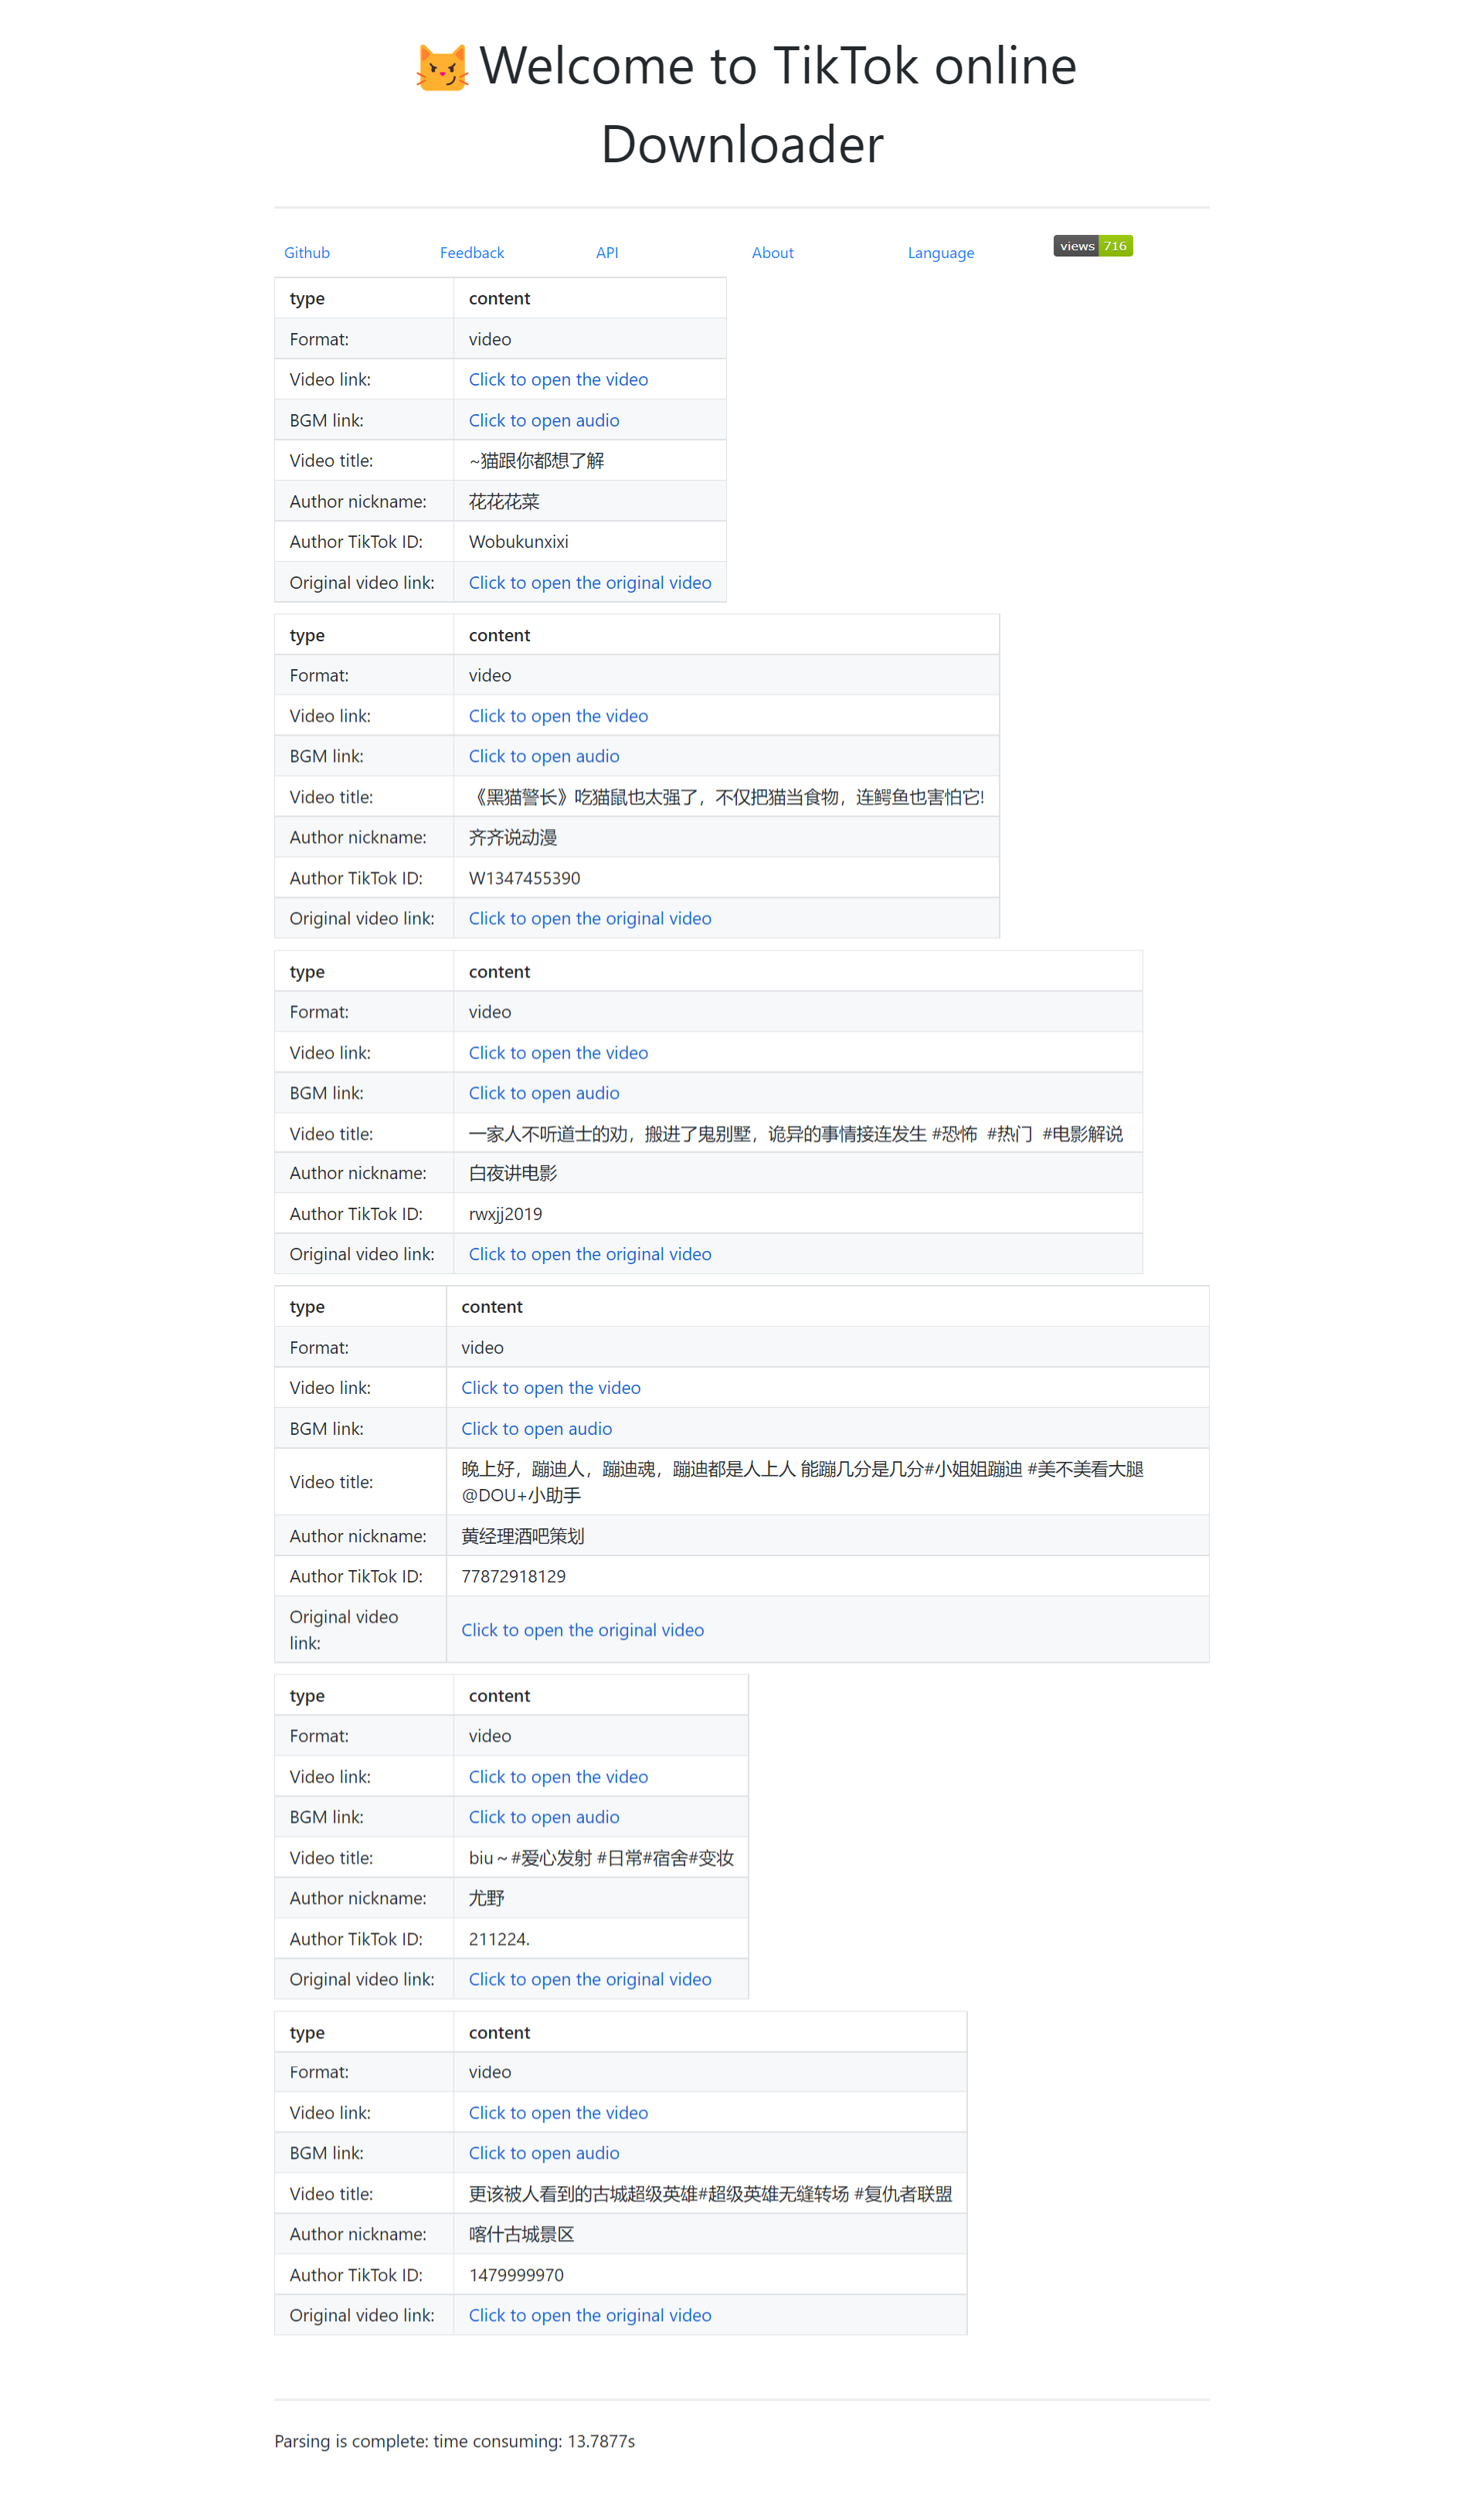 Welcome to TikTok online
Downloader
Github Feedback API About Language views 716
type content
Format: video
Video link: Click to open the video
BGM link: Click to open audio
Video title: ~猫跟你都想了解
Author nickname: 花花花菜
Author TikTok ID: Wobukunxixi
Original video link: Click to open the original video
type content
Format: video
Video link: Click to open the video
BGM link: Click to open audio
Video title: 《黑猫警长》吃猫鼠也太强了，不仅把猫当食物，连鳄鱼也害怕它!
Author nickname: 齐齐说动漫
Author TikTok ID: W1347455390
Original video link: Click to open the original video
type content
Format: video
Video link: Click to open the video
BGM link: Click to open audio
Video title: 一家人不听道士的劝，搬进了鬼别墅，诡异的事情接连发生 #恐怖 #热门 #电影解说
Author nickname: 白夜讲电影
Author TikTok ID: rwxjj2019
Original video link: Click to open the original video
type content
Format: video
Video link: Click to open the video
BGM link: Click to open audio
Video title: 晚上好，蹦迪人，蹦迪魂，蹦迪都是人上人 能蹦几分是几分#小姐姐蹦迪 #美不美看大腿
@DOU+小助手
Author nickname: 黄经理酒吧策划
Author TikTok ID: 77872918129
Original video
link: Click to open the original video
type content
Format: video
Video link: Click to open the video
BGM link: Click to open audio
Video title: biu～#爱心发射 #日常#宿舍#变妆
Author nickname: 尤野
Author TikTok ID: 211224.
Original video link: Click to open the original video
type content
Format: video
Video link: Click to open the video
BGM link: Click to open audio
Video title: 更该被人看到的古城超级英雄#超级英雄无缝转场 #复仇者联盟
Author nickname: 喀什古城景区
Author TikTok ID: 1479999970
Original video link: Click to open the original video
Parsing is complete: time consuming: 13.7877s